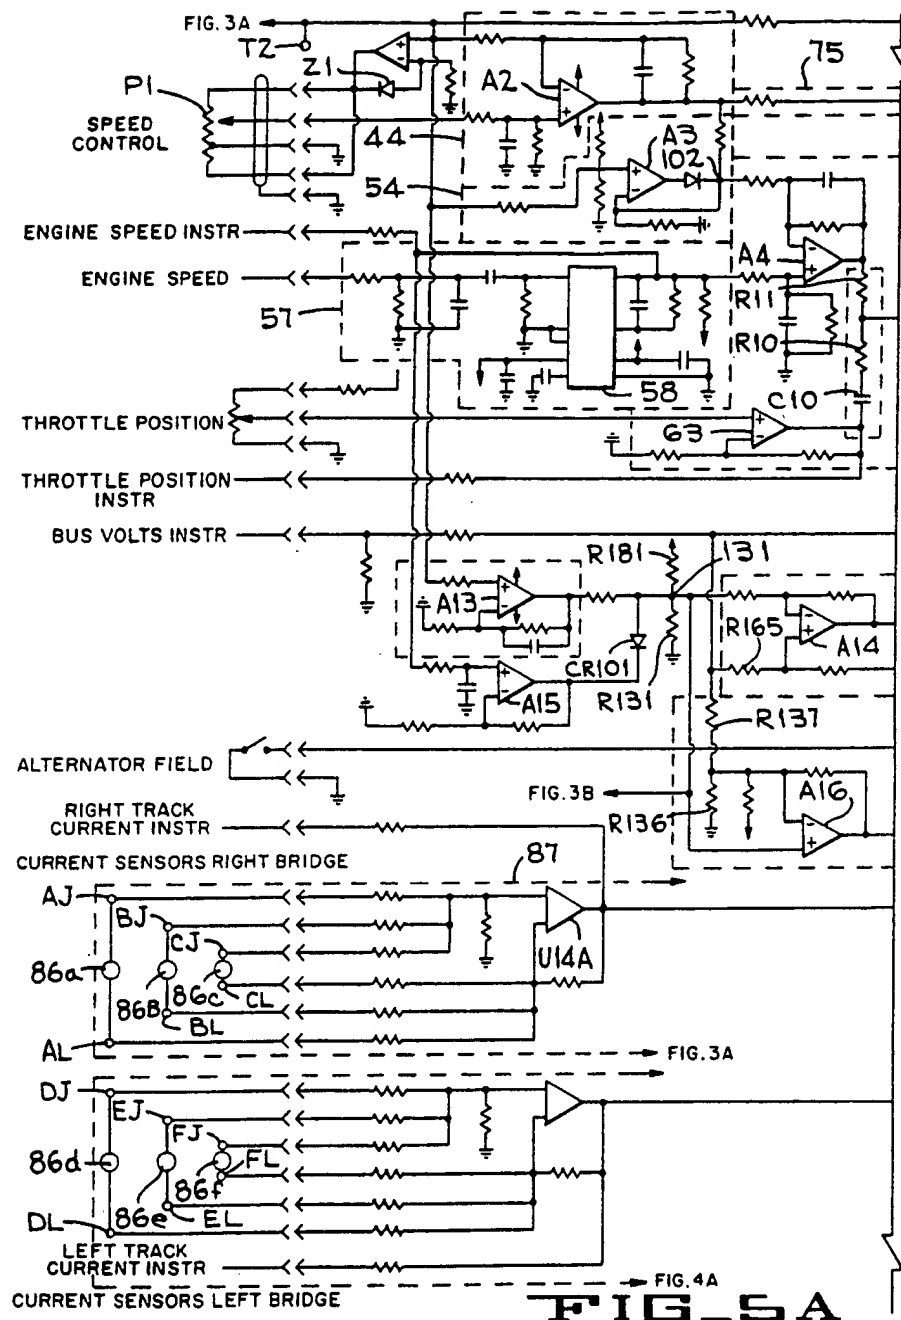 FIG. 3A
T2
Z1
P1
SPEED
CONTROL
A2
75
44
A3
102
54
ENGINE SPEED INSTR
A4
ENGINE SPEED
R11
57
R10
58
C10
THROTTLE POSITION
63
THROTTLE POSITION
INSTR
BUS VOLTS INSTR
R181
131
A13
R165
A14
CR101
R131
A15
R137
ALTERNATOR FIELD
FIG. 3B
R136
A16
RIGHT TRACK
CURRENT INSTR
CURRENT SENSORS RIGHT BRIDGE
87
AJ
BJ
CJ
U14A
86a
86B
86c
CL
BL
AL
FIG. 3A
DJ
EJ
FJ
86d
FL
86f
86e
EL
DL
LEFT TRACK
CURRENT INSTR
FIG. 4A
CURRENT SENSORS LEFT BRIDGE
FIG_5A